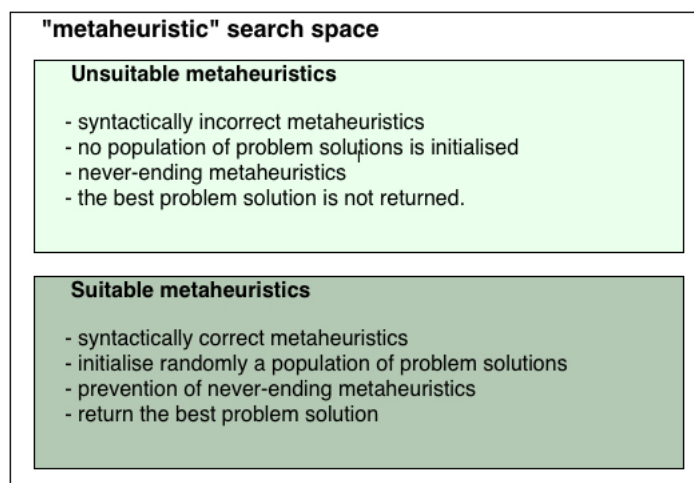 "metaheuristic" search space
Unsuitable metaheuristics
- syntactically incorrect metaheuristics
- no population of problem solutions is initialised
- never-ending metaheuristics
- the best problem solution is not returned.
Suitable metaheuristics
- syntactically correct metaheuristics
- initialise randomly a population of problem solutions
- prevention of never-ending metaheuristics
- return the best problem solution